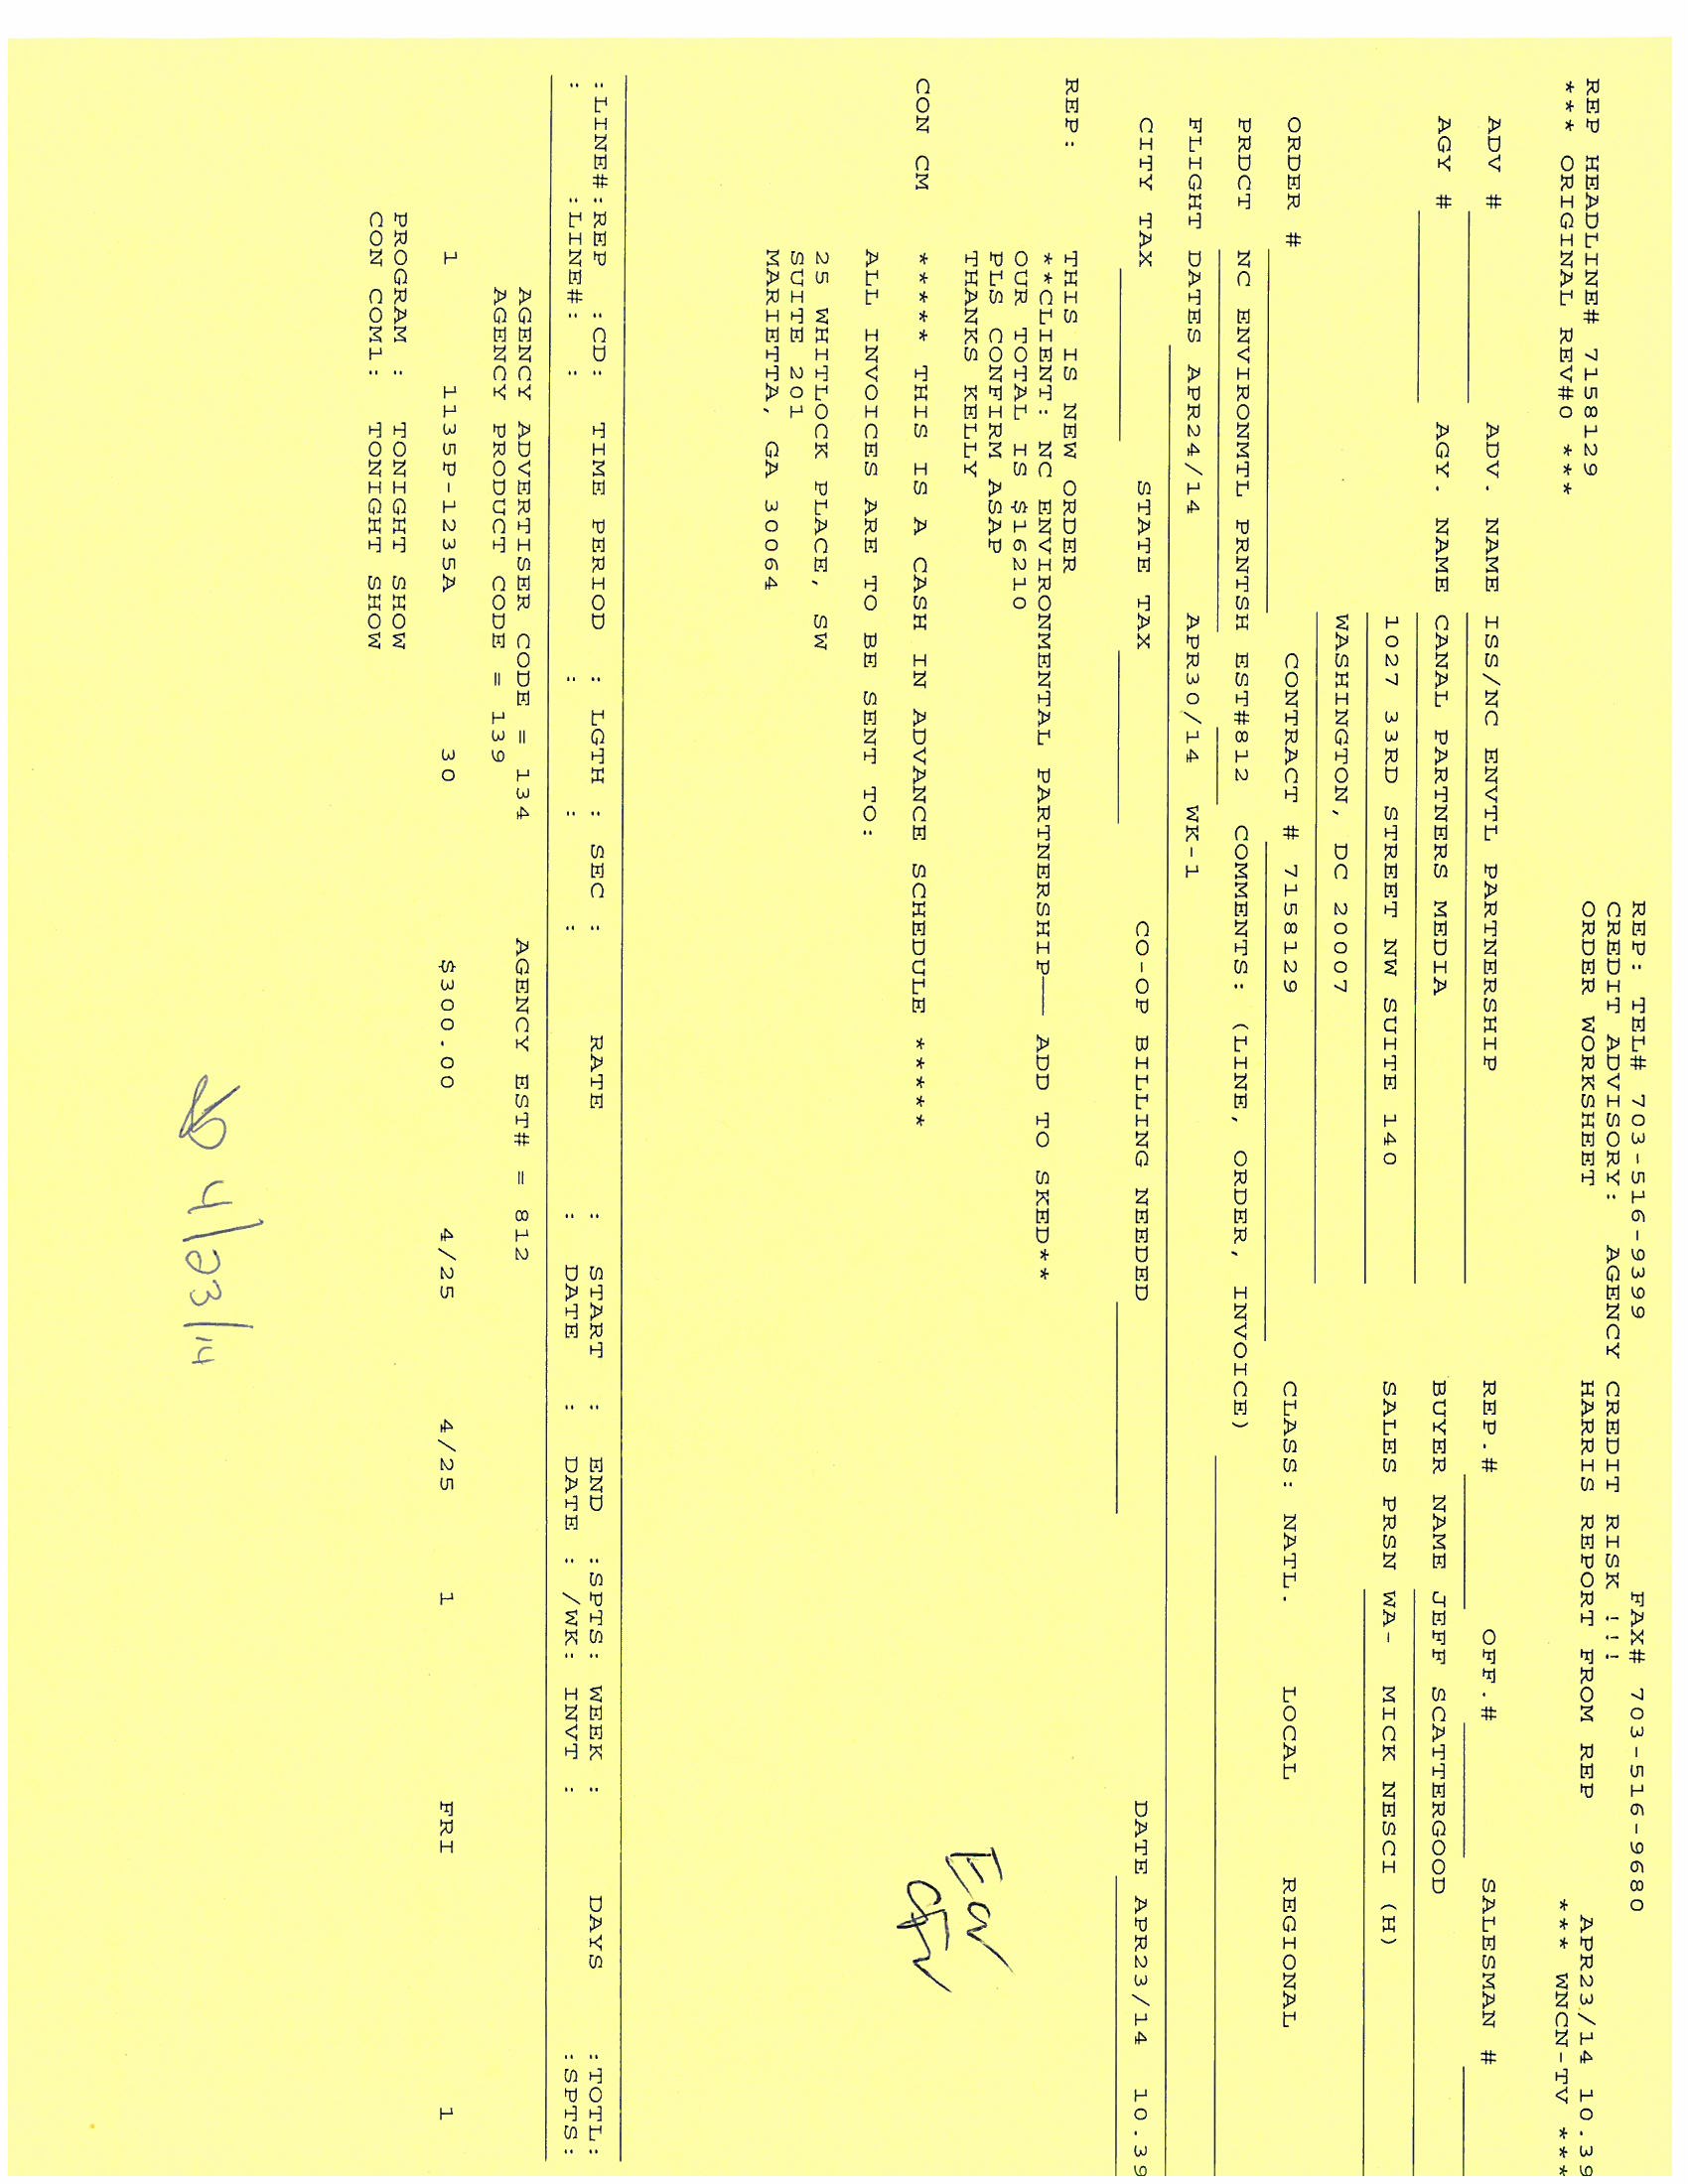 REP: TEL# 703-516-9399 FAX# 703-516-9680
CREDIT ADVISORY: AGENCY CREDIT RISK !!! APR23/14 10.39
REP HEADLINE# 7158129 ORDER WORKSHEET HARRIS REPORT FROM REP *** WNCN-TV ***
*** ORIGINAL REV#0 ***
ADV # ADV. NAME ISS/NC ENVTL PARTNERSHIP REP.# OFF.# SALESMAN #
AGY # AGY. NAME CANAL PARTNERS MEDIA BUYER NAME JEFF SCATTERGOOD
1027 33RD STREET NW SUITE 140 SALES PRSN WA- MICK NESCI (H)
WASHINGTON, DC 20007
ORDER # CONTRACT # 7158129 CLASS: NATL. LOCAL REGIONAL
PRDCT NC ENVIRONMTL PRNTSH EST#812 COMMENTS: (LINE, ORDER, INVOICE)
FLIGHT DATES APR24/14 APR30/14 WK-1
CITY TAX STATE TAX CO-OP BILLING NEEDED DATE APR23/14 10.39
REP: THIS IS NEW ORDER
**CLIENT: NC ENVIRONMENTAL PARTNERSHIP-- ADD TO SKED**
OUR TOTAL IS $16210
PLS CONFIRM ASAP
THANKS KELLY
CON CM ***** THIS IS A CASH IN ADVANCE SCHEDULE *****
ALL INVOICES ARE TO BE SENT TO:
25 WHITLOCK PLACE, SW
SUITE 201
MARIETTA, GA 30064
:LINE#:REP :CD: TIME PERIOD : LGTH : SEC : RATE : START : END :SPTS: WEEK : DAYS :TOTL:
: :LINE#: : : : : : DATE : DATE : /WK: INVT : :SPTS:
AGENCY ADVERTISER CODE = 134 AGENCY EST# = 812
AGENCY PRODUCT CODE = 139
1 1135P-1235A 30 $300.00 4/25 4/25 1 FRI 1
PROGRAM : TONIGHT SHOW
CON COM1: TONIGHT SHOW
4/23/14